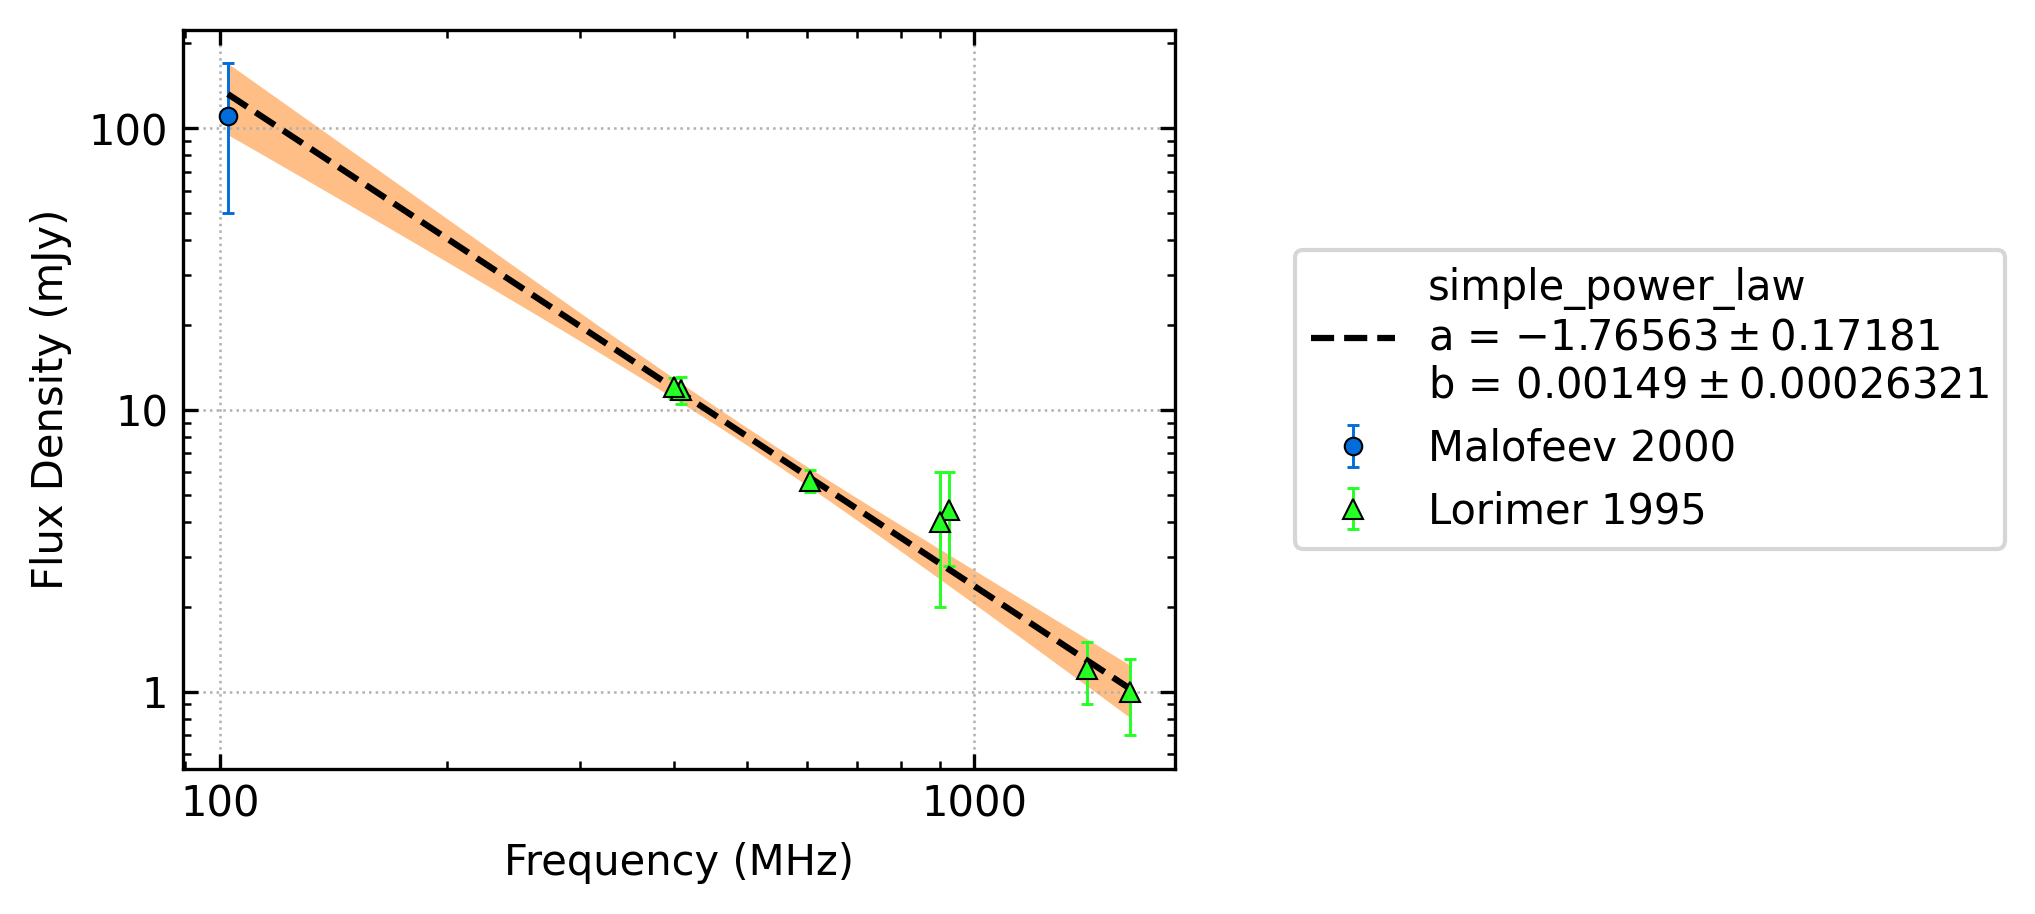 100
10
1
Flux Density (mJy)
100
1000
Frequency (MHz)
simple_power_law
a = −1.76563 ± 0.17181
b = 0.00149 ± 0.00026321
Malofeev 2000
Lorimer 1995